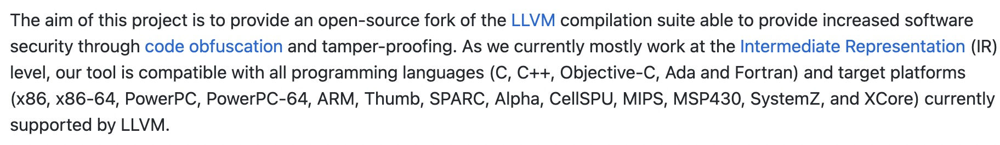 The aim of this project is to provide an open-source fork of the LLVM compilation suite able to provide increased software
security through code obfuscation and tamper-proofing. As we currently mostly work at the Intermediate Representation (IR)
level, our tool is compatible with all programming languages (C, C++, Objective-C, Ada and Fortran) and target platforms
(x86, x86-64, PowerPC, PowerPC-64, ARM, Thumb, SPARC, Alpha, CellSPU, MIPS, MSP430, SystemZ, and XCore) currently
supported by LLVM.